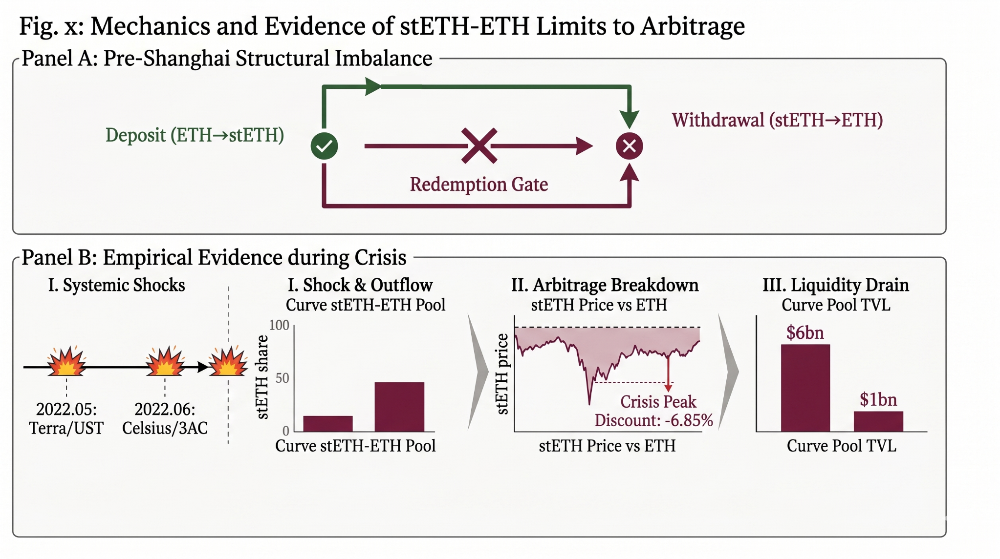 Fig. x: Mechanics and Evidence of stETH-ETH Limits to Arbitrage
Panel A: Pre-Shanghai Structural Imbalance
Deposit (ETH→stETH)
Withdrawal (stETH→ETH)
Redemption Gate
Panel B: Empirical Evidence during Crisis
I. Systemic Shocks
2022.05:
Terra/UST
2022.06:
Celsius/3AC
I. Shock & Outflow
Curve stETH-ETH Pool
stETH share
100
50
0
Curve stETH-ETH Pool
II. Arbitrage Breakdown
stETH Price vs ETH
stETH price
Crisis Peak
Discount: -6.85%
stETH Price vs ETH
III. Liquidity Drain
Curve Pool TVL
$6bn
$1bn
Curve Pool TVL